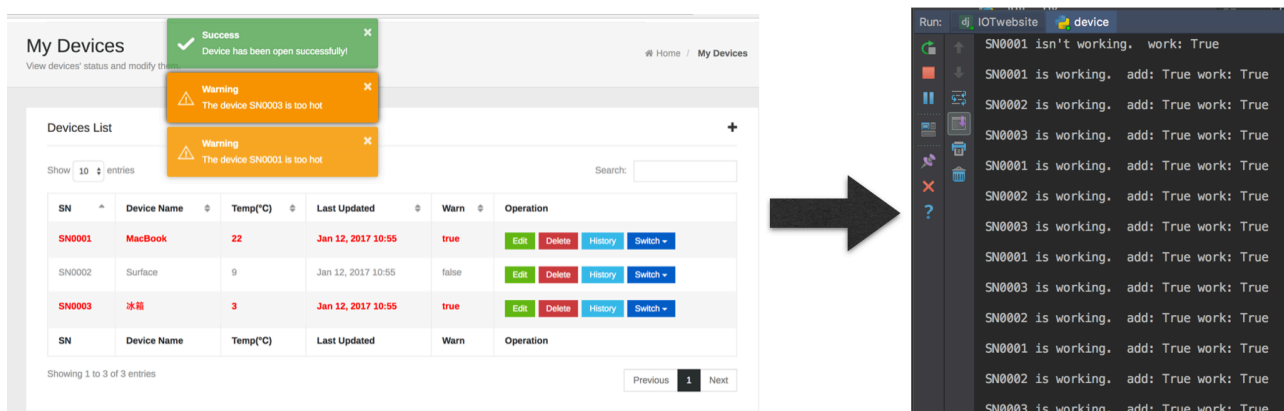 My Devices
View devices' status and modify them.
Success
Device has been open successfully!
Warning
The device SN0003 is too hot
Warning
The device SN0001 is too hot
Home / My Devices
Devices List
Show 10 entries
Search:
SN Device Name Temp(°C) Last Updated Warn Operation
SN0001 MacBook 22 Jan 12, 2017 10:55 true Edit Delete History Switch
SN0002 Surface 9 Jan 12, 2017 10:55 false Edit Delete History Switch
SN0003 冰箱 3 Jan 12, 2017 10:55 true Edit Delete History Switch
SN Device Name Temp(°C) Last Updated Warn Operation
Showing 1 to 3 of 3 entries
Previous 1 Next
Run: dj IOTwebsite device
SN0001 isn't working. work: True
SN0001 is working. add: True work: True
SN0002 is working. add: True work: True
SN0003 is working. add: True work: True
SN0001 is working. add: True work: True
SN0002 is working. add: True work: True
SN0003 is working. add: True work: True
SN0001 is working. add: True work: True
SN0003 is working. add: True work: True
SN0002 is working. add: True work: True
SN0001 is working. add: True work: True
SN0002 is working. add: True work: True
SN0003 is working. add: True work: True